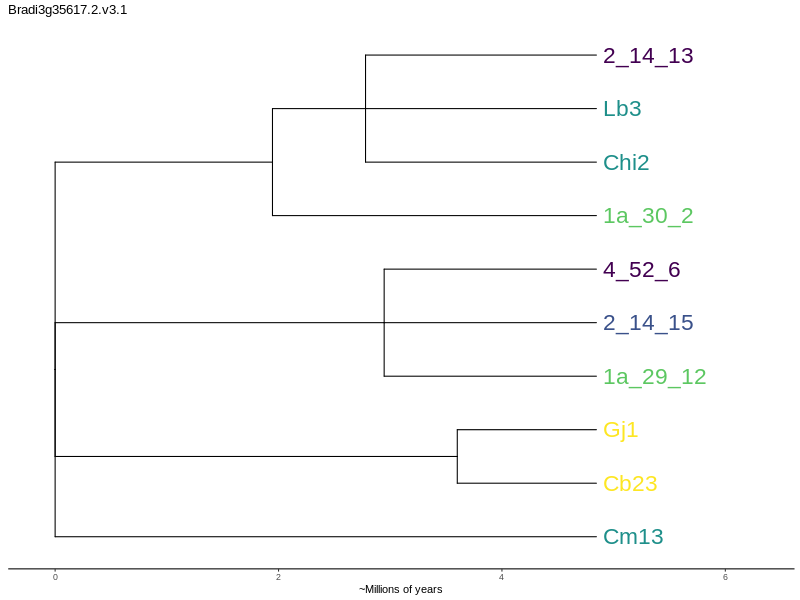 Bradi3g35617.2.v3.1
2_14_13
Lb3
Chi2
1a_30_2
4_52_6
2_14_15
1a_29_12
Gj1
Cb23
Cm13
0 2 4 6
~Millions of years